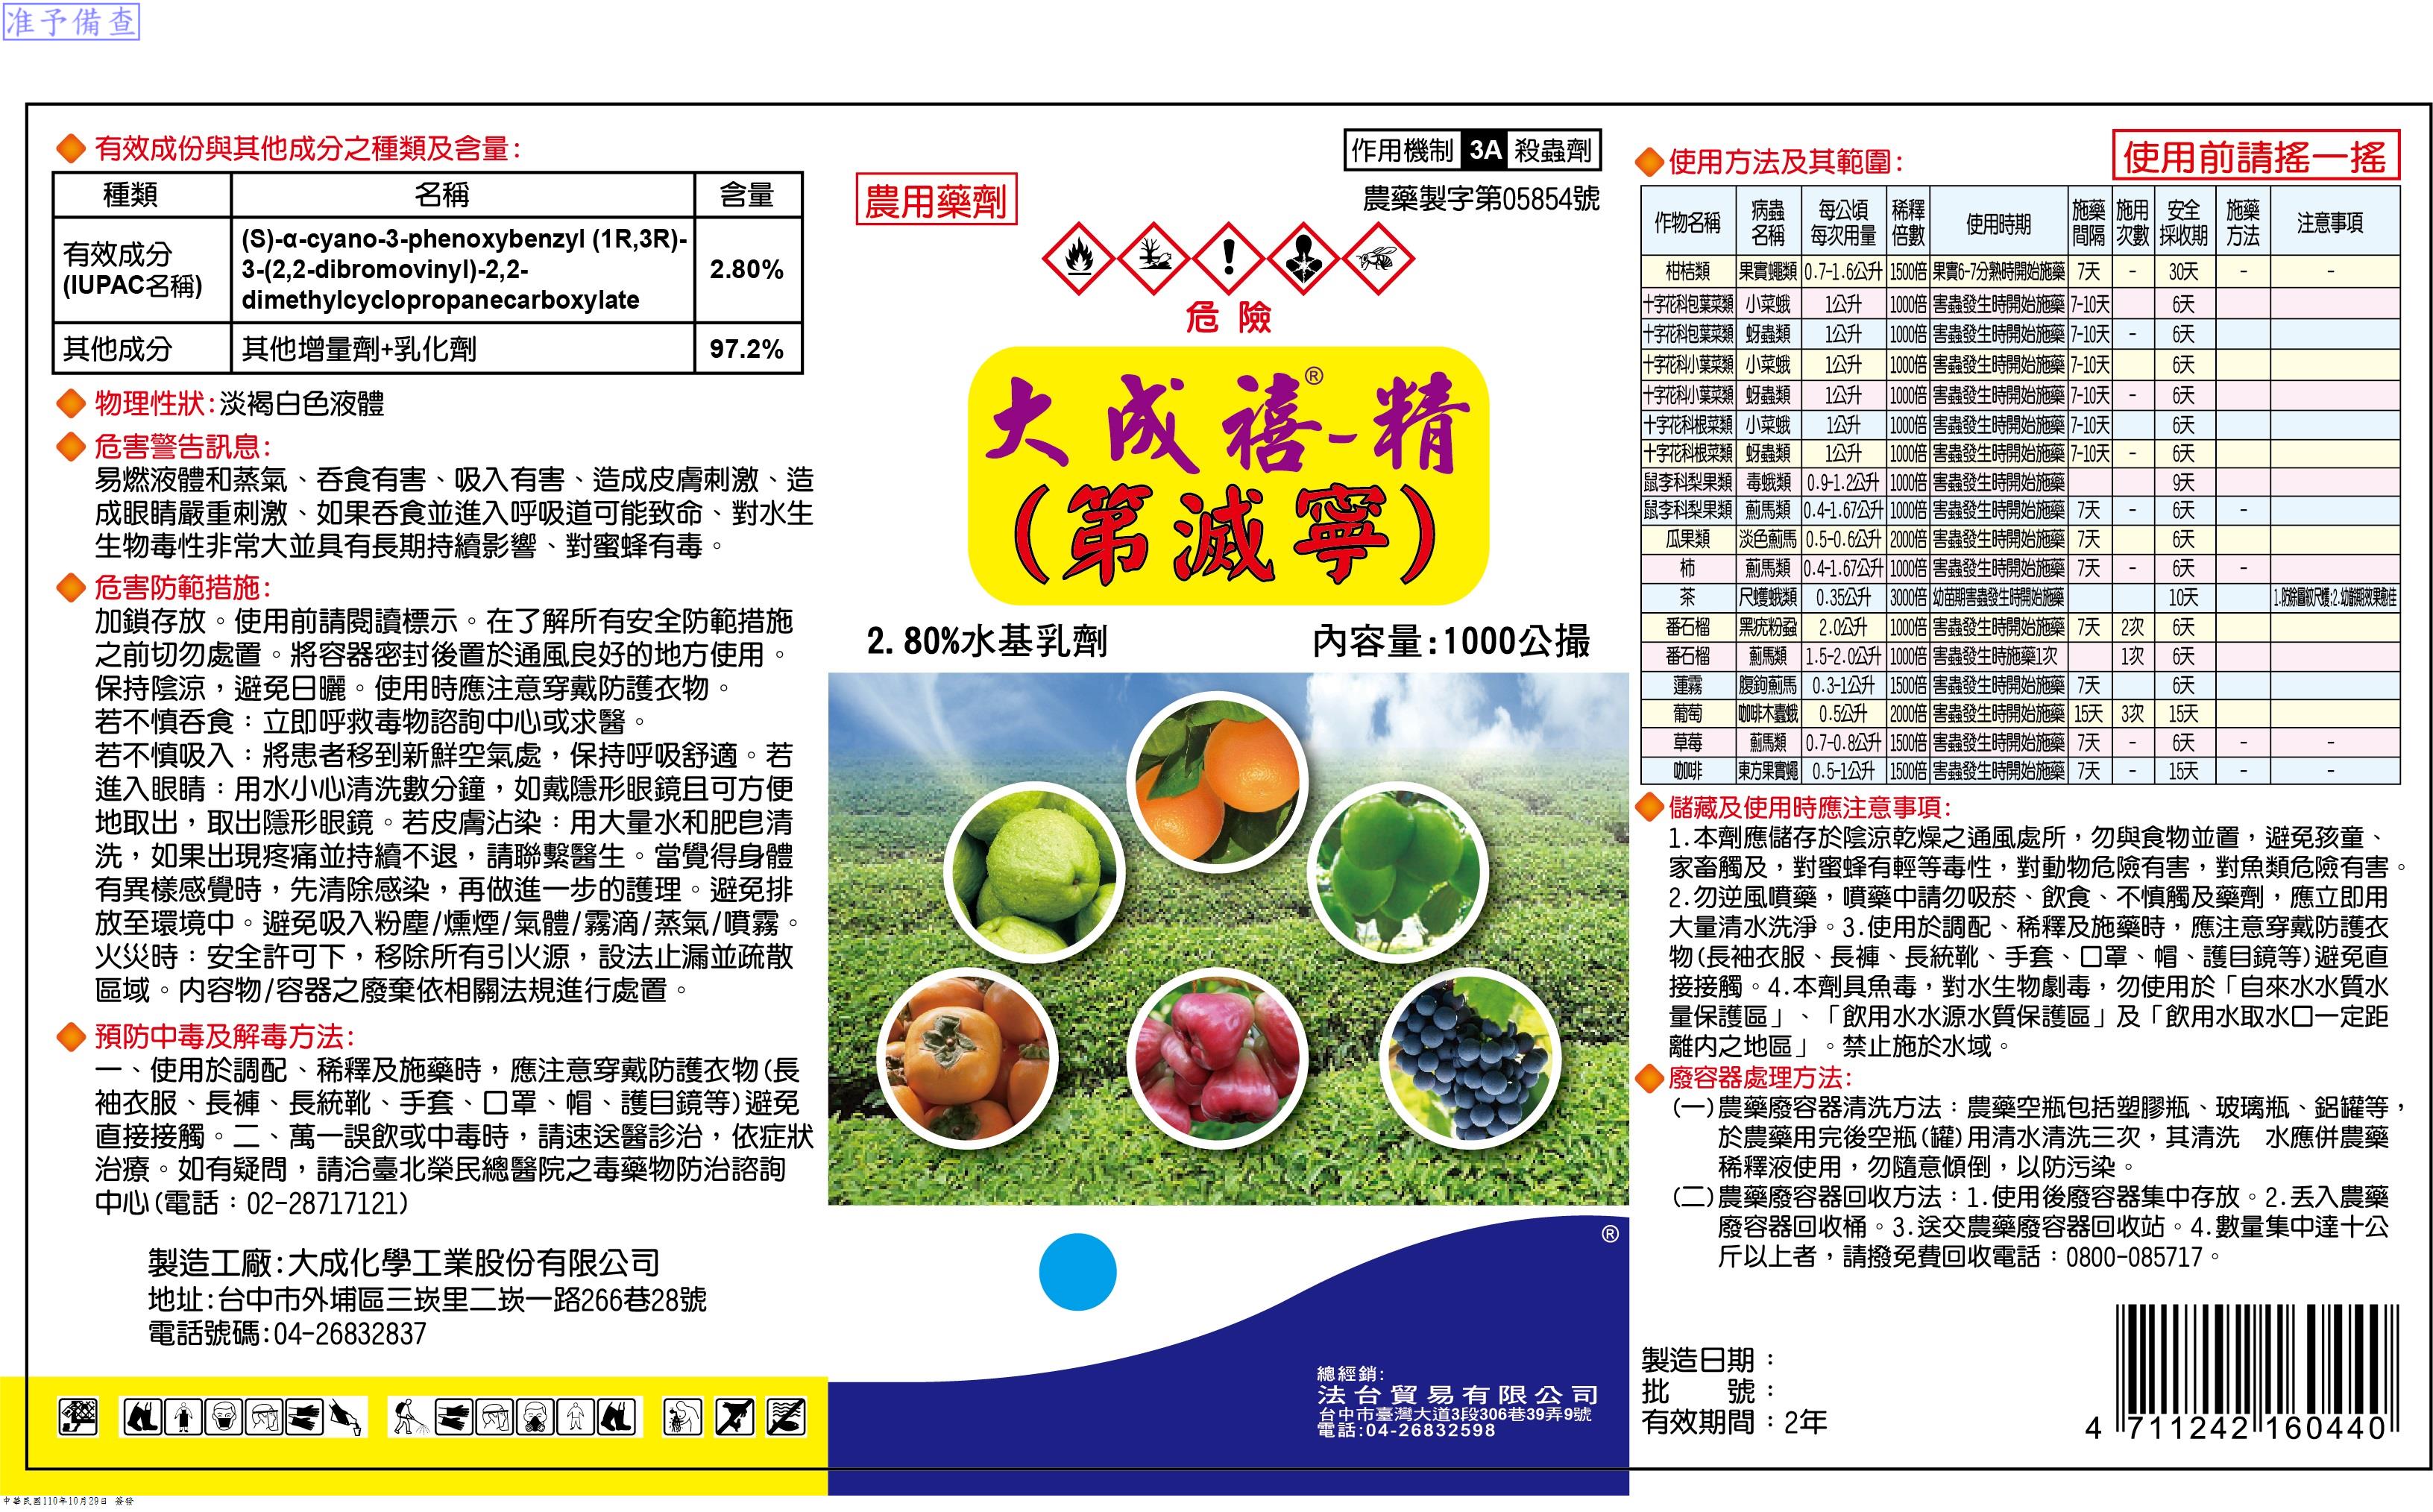 准予備查
有效成份與其他成分之種類及含量:
種類 名稱 含量
有效成分
(IUPAC名稱)
(S)-α-cyano-3-phenoxybenzyl (1R,3R)-
3-(2,2-dibromovinyl)-2,2-
dimethylcyclopropanecarboxylate
2.80%
其他成分 其他增量劑+乳化劑 97.2%
物理性狀:淡褐白色液體
危害警告訊息:
易燃液體和蒸氣、吞食有害、吸入有害、造成皮膚刺激、造
成眼睛嚴重刺激、如果吞食並進入呼吸道可能致命、對水生
生物毒性非常大並具有長期持續影響、對蜜蜂有毒。
危害防範措施:
加鎖存放。使用前請閱讀標示。在了解所有安全防範措施
之前切勿處置。將容器密封後置於通風良好的地方使用。
保持陰涼，避免日曬。使用時應注意穿戴防護衣物。
若不慎吞食：立即呼救毒物諮詢中心或求醫。
若不慎吸入：將患者移到新鮮空氣處，保持呼吸舒適。若
進入眼睛：用水小心清洗數分鐘，如戴隱形眼鏡且可方便
地取出，取出隱形眼鏡。若皮膚沾染：用大量水和肥皂清
洗，如果出現疼痛並持續不退，請聯繫醫生。當覺得身體
有異樣感覺時，先清除感染，再做進一步的護理。避免排
放至環境中。避免吸入粉塵/燻煙/氣體/霧滴/蒸氣/噴霧。
火災時：安全許可下，移除所有引火源，設法止漏並疏散
區域。內容物/容器之廢棄依相關法規進行處置。
預防中毒及解毒方法:
一、使用於調配、稀釋及施藥時，應注意穿戴防護衣物(長
袖衣服、長褲、長統靴、手套、口罩、帽、護目鏡等)避免
直接接觸。二、萬一誤飲或中毒時，請速送醫診治，依症狀
治療。如有疑問，請洽臺北榮民總醫院之毒藥物防治諮詢
中心(電話：02-28717121)
製造工廠:大成化學工業股份有限公司
地址:台中市外埔區三崁里二崁一路266巷28號
電話號碼:04-26832837
作用機制 3A 殺蟲劑
農用藥劑
農藥製字第05854號
危險
大成禧®-精
(第滅寧)
2.80%水基乳劑 內容量:1000公撮
®
總經銷:
法台貿易有限公司
台中市臺灣大道3段306巷39弄9號
電話:04-26832598
使用方法及其範圍:
使用前請搖一搖
作物名稱 病蟲名稱 每公頃每次用量 稀釋倍數 使用時期 施藥間隔 施用次數 安全採收期 施藥方法 注意事項
柑桔類 果實蠅類 0.7-1.6公升 1500倍 果實6-7分熟時開始施藥 7天 - 30天 - -
十字花科包葉菜類 小菜蛾 1公升 1000倍 害蟲發生時開始施藥 7-10天 6天
十字花科包葉菜類 蚜蟲類 1公升 1000倍 害蟲發生時開始施藥 7-10天 - 6天
十字花科小葉菜類 小菜蛾 1公升 1000倍 害蟲發生時開始施藥 7-10天 6天
十字花科小葉菜類 蚜蟲類 1公升 1000倍 害蟲發生時開始施藥 7-10天 - 6天
十字花科根菜類 小菜蛾 1公升 1000倍 害蟲發生時開始施藥 7-10天 6天
十字花科根菜類 蚜蟲類 1公升 1000倍 害蟲發生時開始施藥 7-10天 - 6天
鼠李科梨果類 毒蛾類 0.9-1.2公升 1000倍 害蟲發生時開始施藥 9天
鼠李科梨果類 薊馬類 0.4-1.67公升 1000倍 害蟲發生時開始施藥 7天 - 6天 -
瓜果類 淡色薊馬 0.5-0.6公升 2000倍 害蟲發生時開始施藥 7天 6天
柿 薊馬類 0.4-1.67公升 1000倍 害蟲發生時開始施藥 7天 - 6天 -
茶 尺蠖蛾類 0.35公升 3000倍 幼苗期害蟲發生時開始施藥 10天 1.防除圖紋尺蠖;2.幼齡期效果愈佳
番石榴 黑疣粉蝨 2.0公升 1000倍 害蟲發生時開始施藥 7天 2次 6天
番石榴 薊馬類 1.5-2.0公升 1000倍 害蟲發生時施藥1次 1次 6天
蓮霧 腹鉤薊馬 0.3-1公升 1500倍 害蟲發生時開始施藥 7天 6天
葡萄 咖啡木蠹蛾 0.5公升 2000倍 害蟲發生時開始施藥 15天 3次 15天
草莓 薊馬類 0.7-0.8公升 1500倍 害蟲發生時開始施藥 7天 - 6天 - -
咖啡 東方果實蠅 0.5-1公升 1500倍 害蟲發生時開始施藥 7天 - 15天 - -
儲藏及使用時應注意事項:
1.本劑應儲存於陰涼乾燥之通風處所，勿與食物並置，避免孩童、
家畜觸及，對蜜蜂有輕等毒性，對動物危險有害，對魚類危險有害。
2.勿逆風噴藥，噴藥中請勿吸菸、飲食、不慎觸及藥劑，應立即用
大量清水洗淨。3.使用於調配、稀釋及施藥時，應注意穿戴防護衣
物(長袖衣服、長褲、長統靴、手套、口罩、帽、護目鏡等)避免直
接接觸。4.本劑具魚毒，對水生物劇毒，勿使用於「自來水水質水
量保護區」、「飲用水水源水質保護區」及「飲用水取水口一定距
離內之地區」。禁止施於水域。
廢容器處理方法:
(一)農藥廢容器清洗方法：農藥空瓶包括塑膠瓶、玻璃瓶、鋁罐等，
於農藥用完後空瓶(罐)用清水清洗三次，其清洗 水應併農藥
稀釋液使用，勿隨意傾倒，以防污染。
(二)農藥廢容器回收方法：1.使用後廢容器集中存放。2.丟入農藥
廢容器回收桶。3.送交農藥廢容器回收站。4.數量集中達十公
斤以上者，請撥免費回收電話：0800-085717。
製造日期：
批 號：
有效期間：2年
4 711242 160440
中華民國110年10月29日 簽發